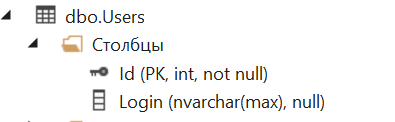 dbo.Users
Столбцы
Id (PK, int, not null)
Login (nvarchar(max), null)